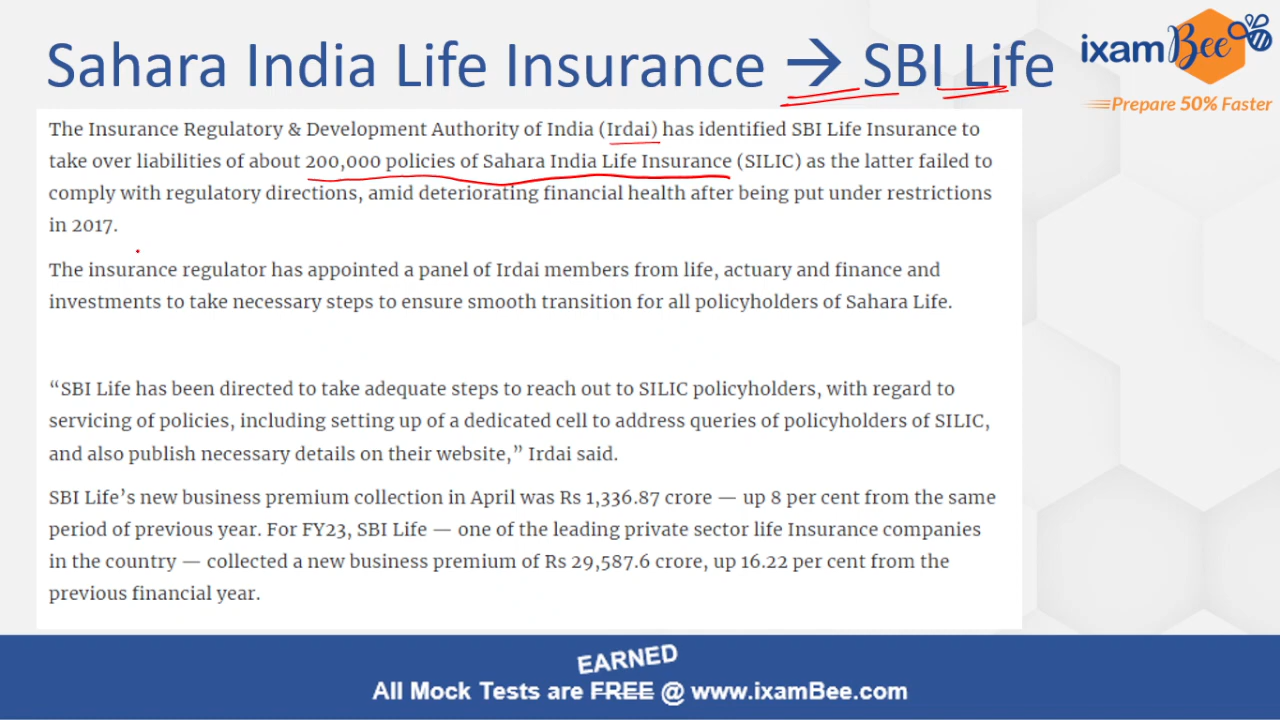 Sahara India Life Insurance → SBI Life
ixamBee
Prepare 50% Faster
The Insurance Regulatory & Development Authority of India (Irdai) has identified SBI Life Insurance to
take over liabilities of about 200,000 policies of Sahara India Life Insurance (SILIC) as the latter failed to
comply with regulatory directions, amid deteriorating financial health after being put under restrictions
in 2017.
The insurance regulator has appointed a panel of Irdai members from life, actuary and finance and
investments to take necessary steps to ensure smooth transition for all policyholders of Sahara Life.
“SBI Life has been directed to take adequate steps to reach out to SILIC policyholders, with regard to
servicing of policies, including setting up of a dedicated cell to address queries of policyholders of SILIC,
and also publish necessary details on their website,” Irdai said.
SBI Life’s new business premium collection in April was Rs 1,336.87 crore — up 8 per cent from the same
period of previous year. For FY23, SBI Life — one of the leading private sector life Insurance companies
in the country — collected a new business premium of Rs 29,587.6 crore, up 16.22 per cent from the
previous financial year.
EARNED
All Mock Tests are FREE @ www.ixamBee.com